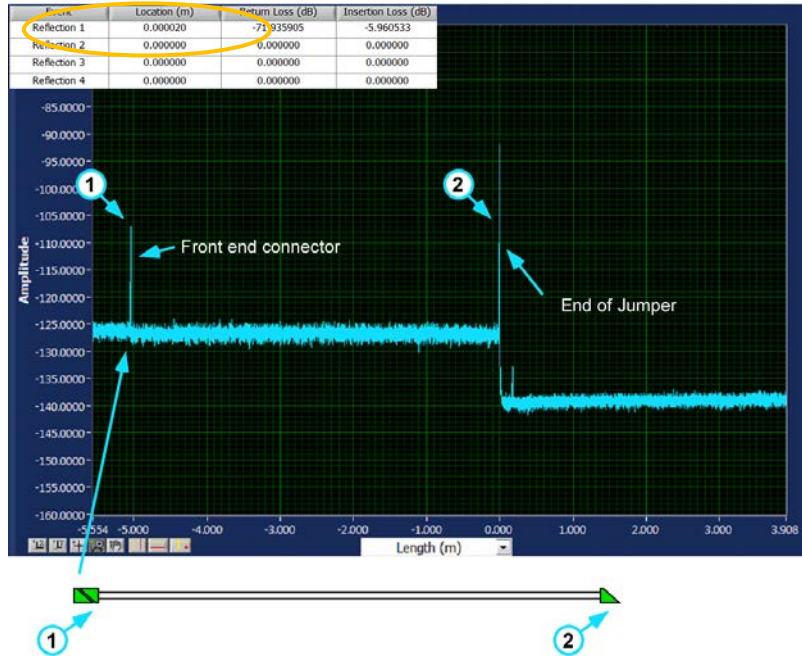 Event Location (m) Return Loss (dB) Insertion Loss (dB)
Reflection 1 0.000020 -71.935905 -5.960533
Reflection 2 0.000000 0.000000 0.000000
Reflection 3 0.000000 0.000000 0.000000
Reflection 4 0.000000 0.000000 0.000000
-85.0000
-90.0000
-95.0000
1
2
-100.0000
-105.0000
-110.0000
Front end connector
-115.0000
Amplitude
-120.0000
End of Jumper
-125.0000
-130.0000
-135.0000
-140.0000
-145.0000
-150.0000
-155.0000
-160.0000
-5.554 -5.000 -4.000 -3.000 -2.000 -1.000 0.000 1.000 2.000 3.000 3.908
Length (m)
1
2